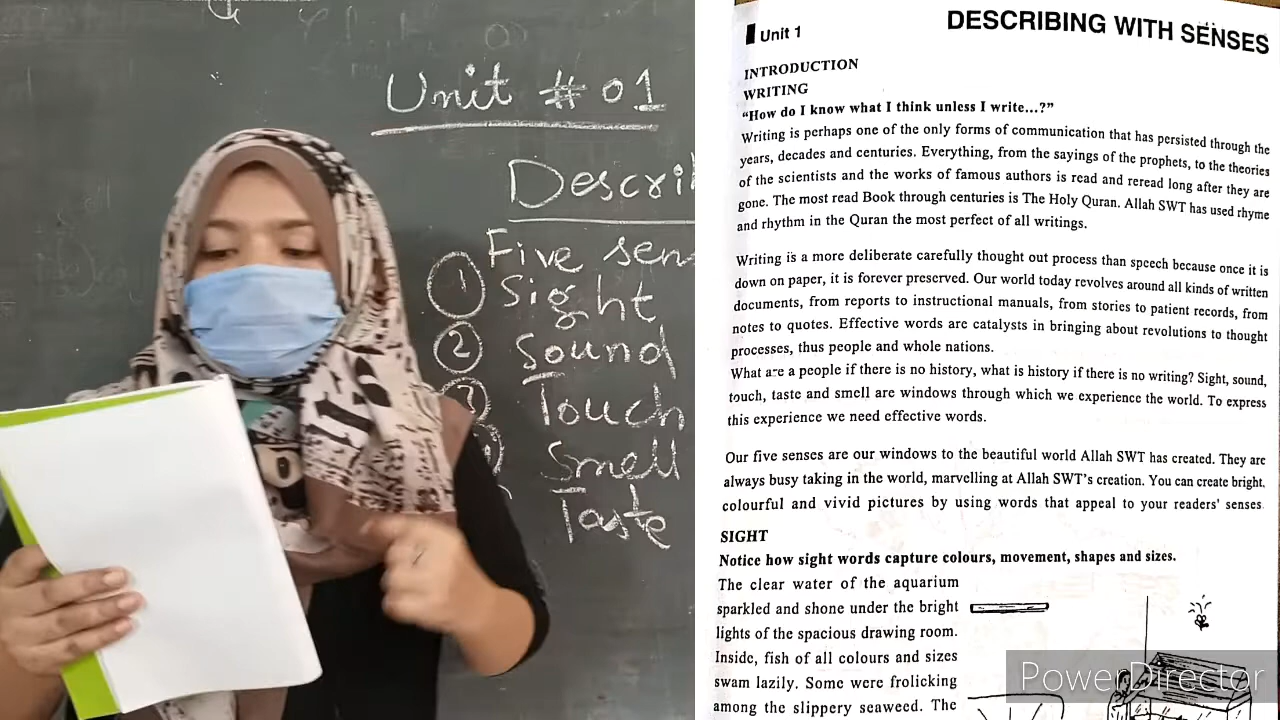 Unit # 01
Descri
Five sen
1 Sight
2 Sound
3 Touch
Smell
Taste
Unit 1
DESCRIBING WITH SENSES
INTRODUCTION
WRITING
“How do I know what I think unless I write...?”
Writing is perhaps one of the only forms of communication that has persisted through the
years, decades and centuries. Everything, from the sayings of the prophets, to the theories
of the scientists and the works of famous authors is read and reread long after they are
gone. The most read Book through centuries is The Holy Quran. Allah SWT has used rhyme
and rhythm in the Quran the most perfect of all writings.
Writing is a more deliberate carefully thought out process than speech because once it is
down on paper, it is forever preserved. Our world today revolves around all kinds of written
documents, from reports to instructional manuals, from stories to patient records, from
notes to quotes. Effective words are catalysts in bringing about revolutions to thought
processes, thus people and whole nations.
What are a people if there is no history, what is history if there is no writing? Sight, sound,
touch, taste and smell are windows through which we experience the world. To express
this experience we need effective words.
Our five senses are our windows to the beautiful world Allah SWT has created. They are
always busy taking in the world, marvelling at Allah SWT's creation. You can create bright,
colourful and vivid pictures by using words that appeal to your readers' senses
SIGHT
Notice how sight words capture colours, movement, shapes and sizes.
The clear water of the aquarium
sparkled and shone under the bright
lights of the spacious drawing room.
Inside, fish of all colours and sizes
swam lazily. Some were frolicking
among the slippery seaweed. The
PowerDirector